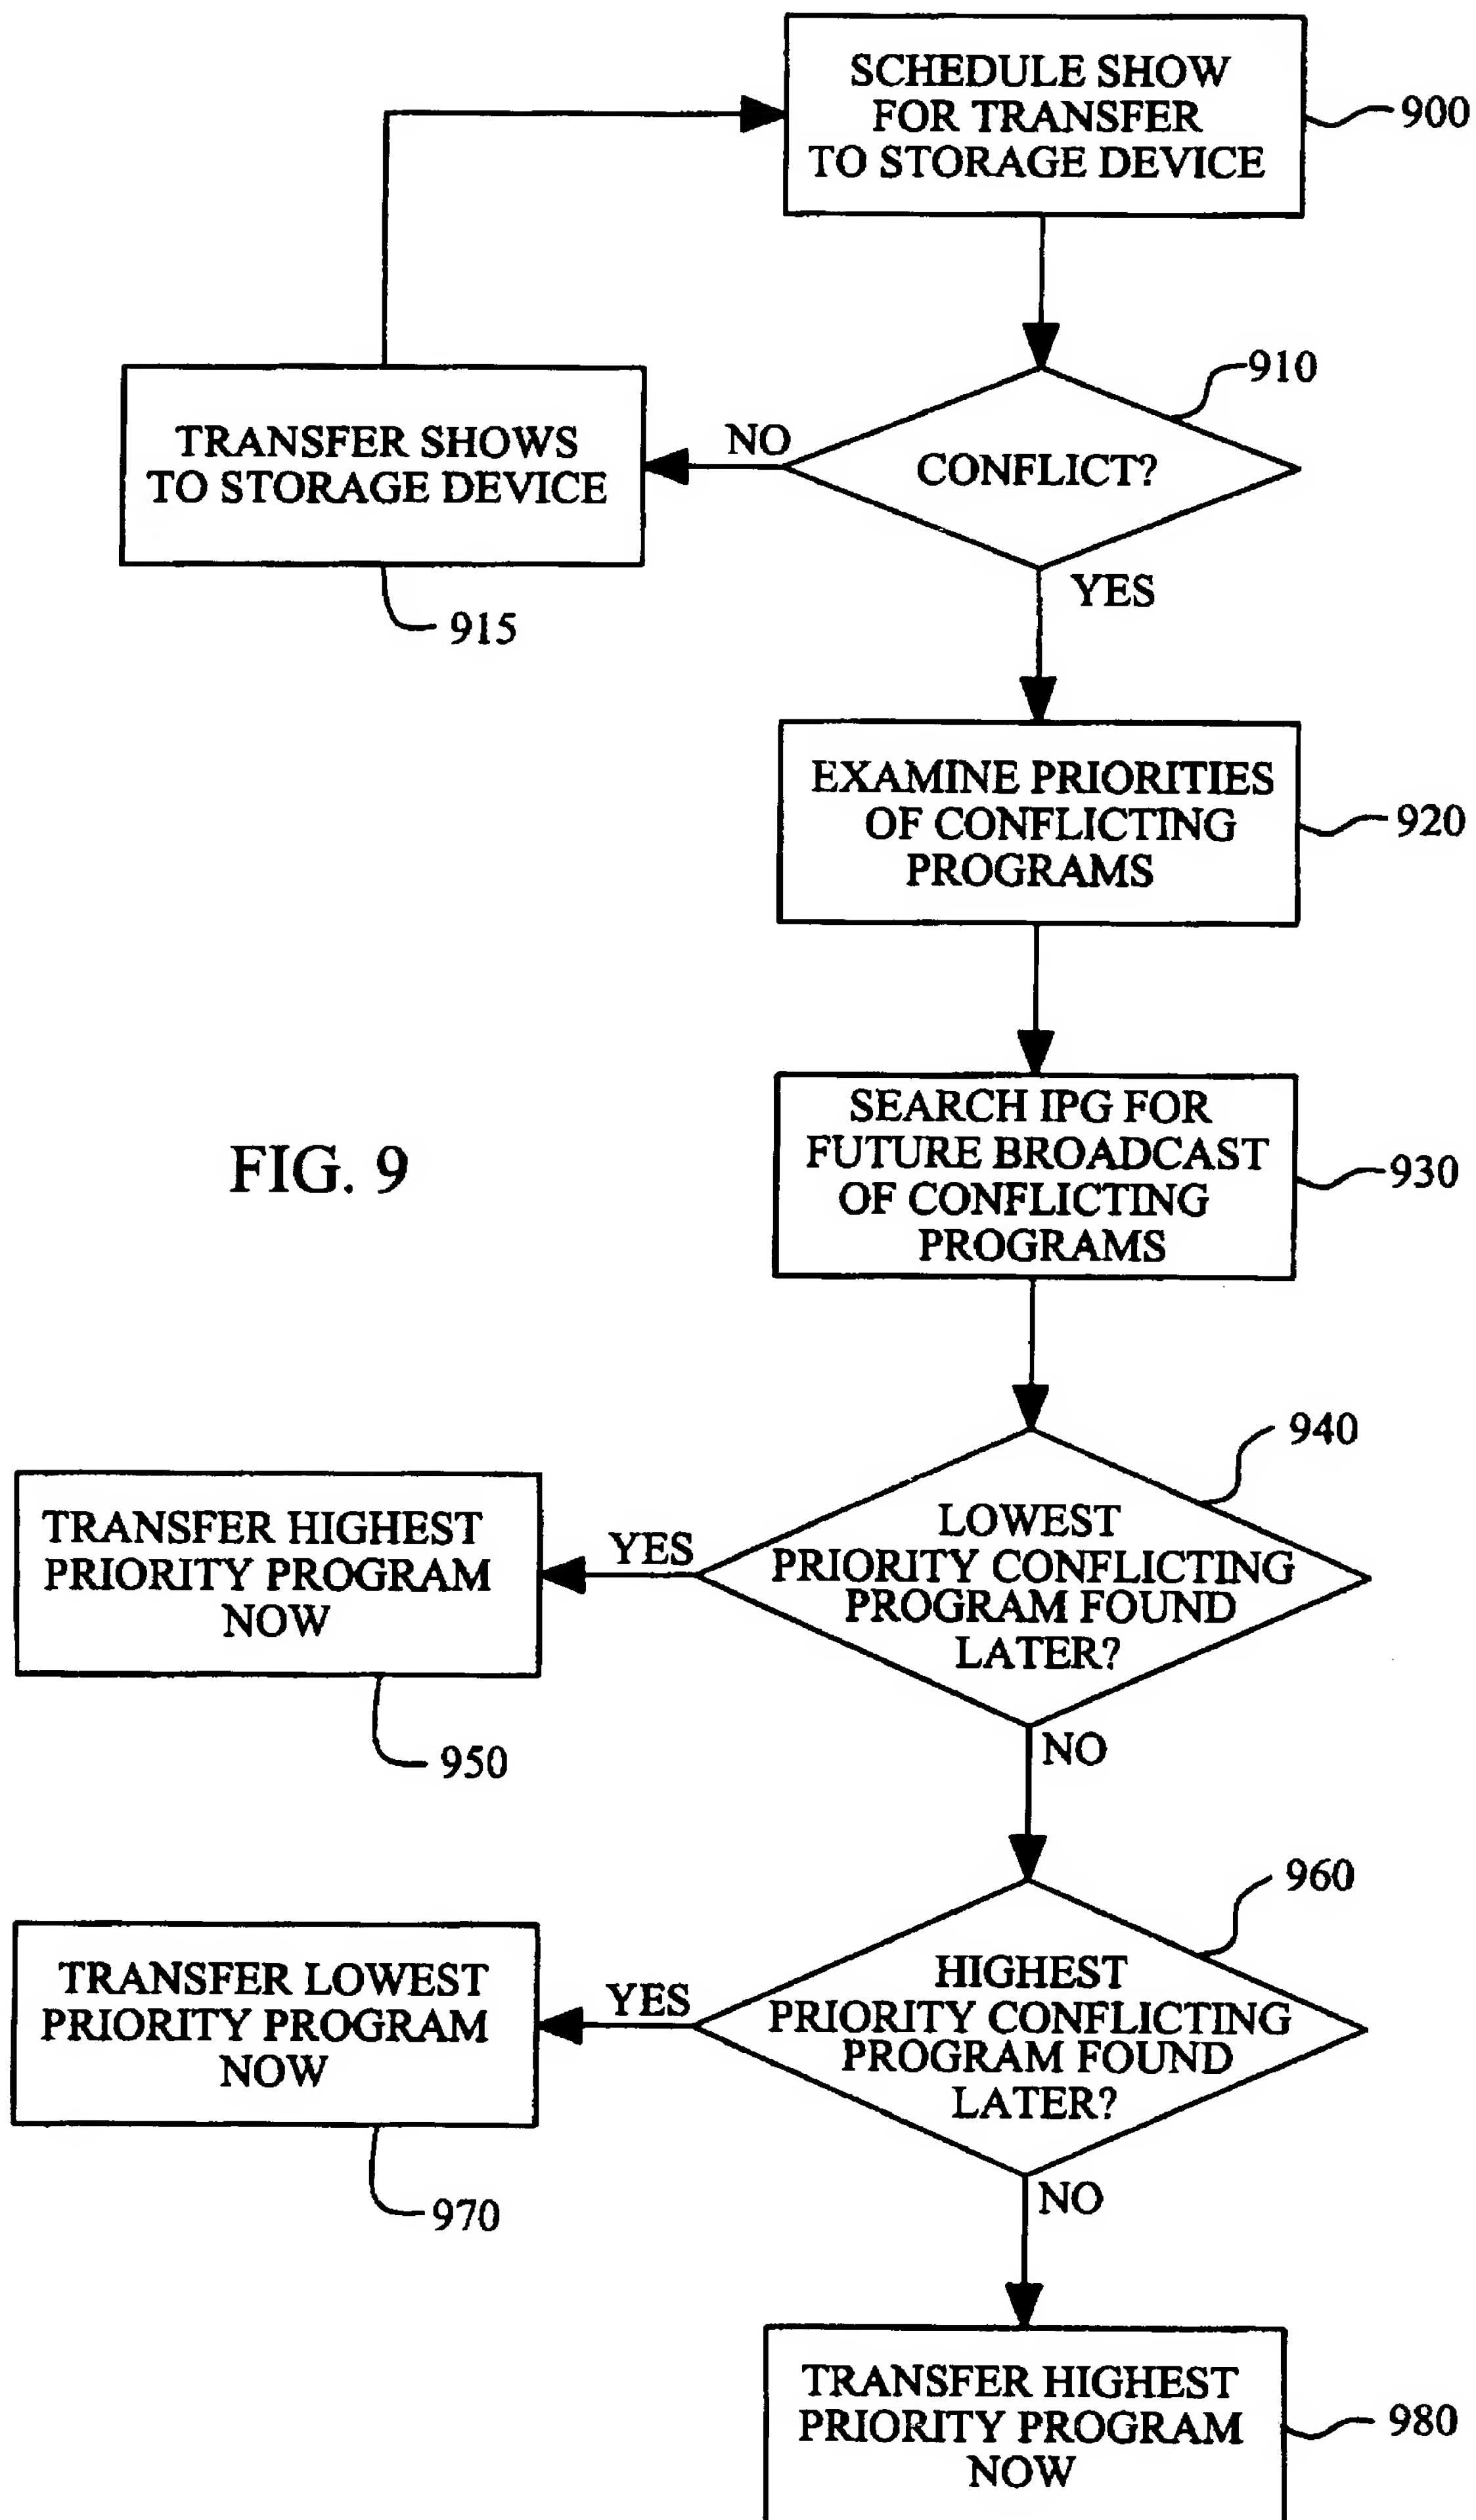 SCHEDULE SHOW
FOR TRANSFER
TO STORAGE DEVICE
900
910
CONFLICT?
NO
TRANSFER SHOWS
TO STORAGE DEVICE
915
YES
EXAMINE PRIORITIES
OF CONFLICTING
PROGRAMS
920
SEARCH IPG FOR
FUTURE BROADCAST
OF CONFLICTING
PROGRAMS
930
FIG. 9
940
LOWEST
PRIORITY CONFLICTING
PROGRAM FOUND
LATER?
YES
TRANSFER HIGHEST
PRIORITY PROGRAM
NOW
950
NO
960
HIGHEST
PRIORITY CONFLICTING
PROGRAM FOUND
LATER?
YES
TRANSFER LOWEST
PRIORITY PROGRAM
NOW
970
NO
TRANSFER HIGHEST
PRIORITY PROGRAM
NOW
980